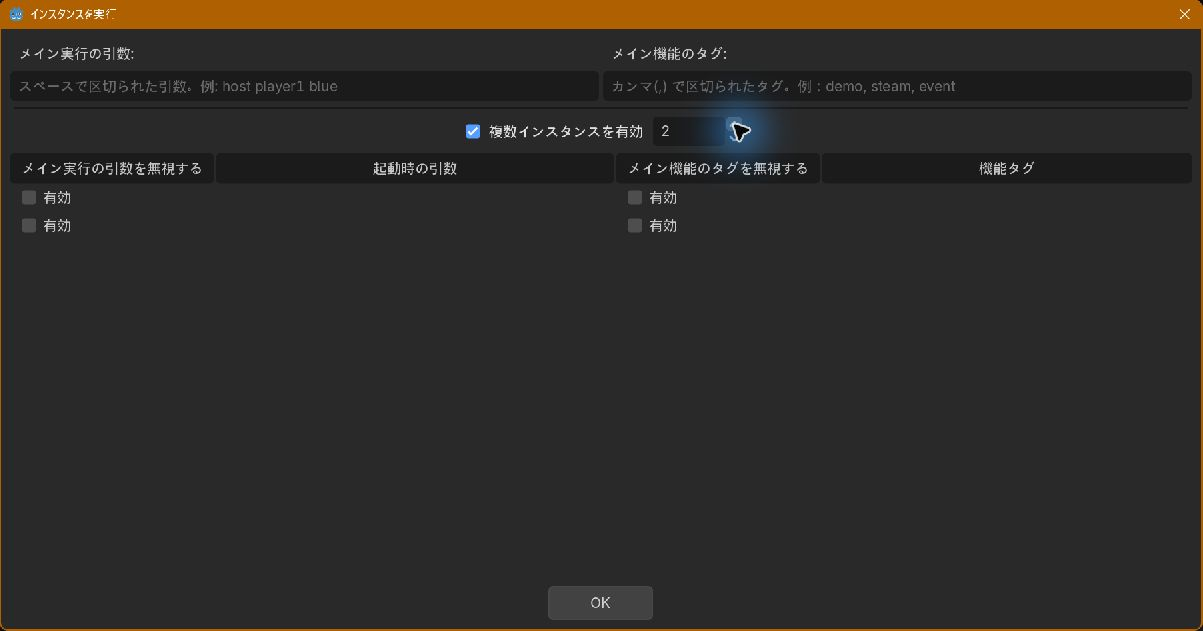 インスタンスを実行
メイン実行の引数: メイン機能のタグ:
スペースで区切られた引数。例: host player1 blue カンマ(,) で区切られたタグ。例：demo, steam, event
複数インスタンスを有効 2
メイン実行の引数を無視する 起動時の引数 メイン機能のタグを無視する 機能タグ
有効 有効
有効 有効
OK